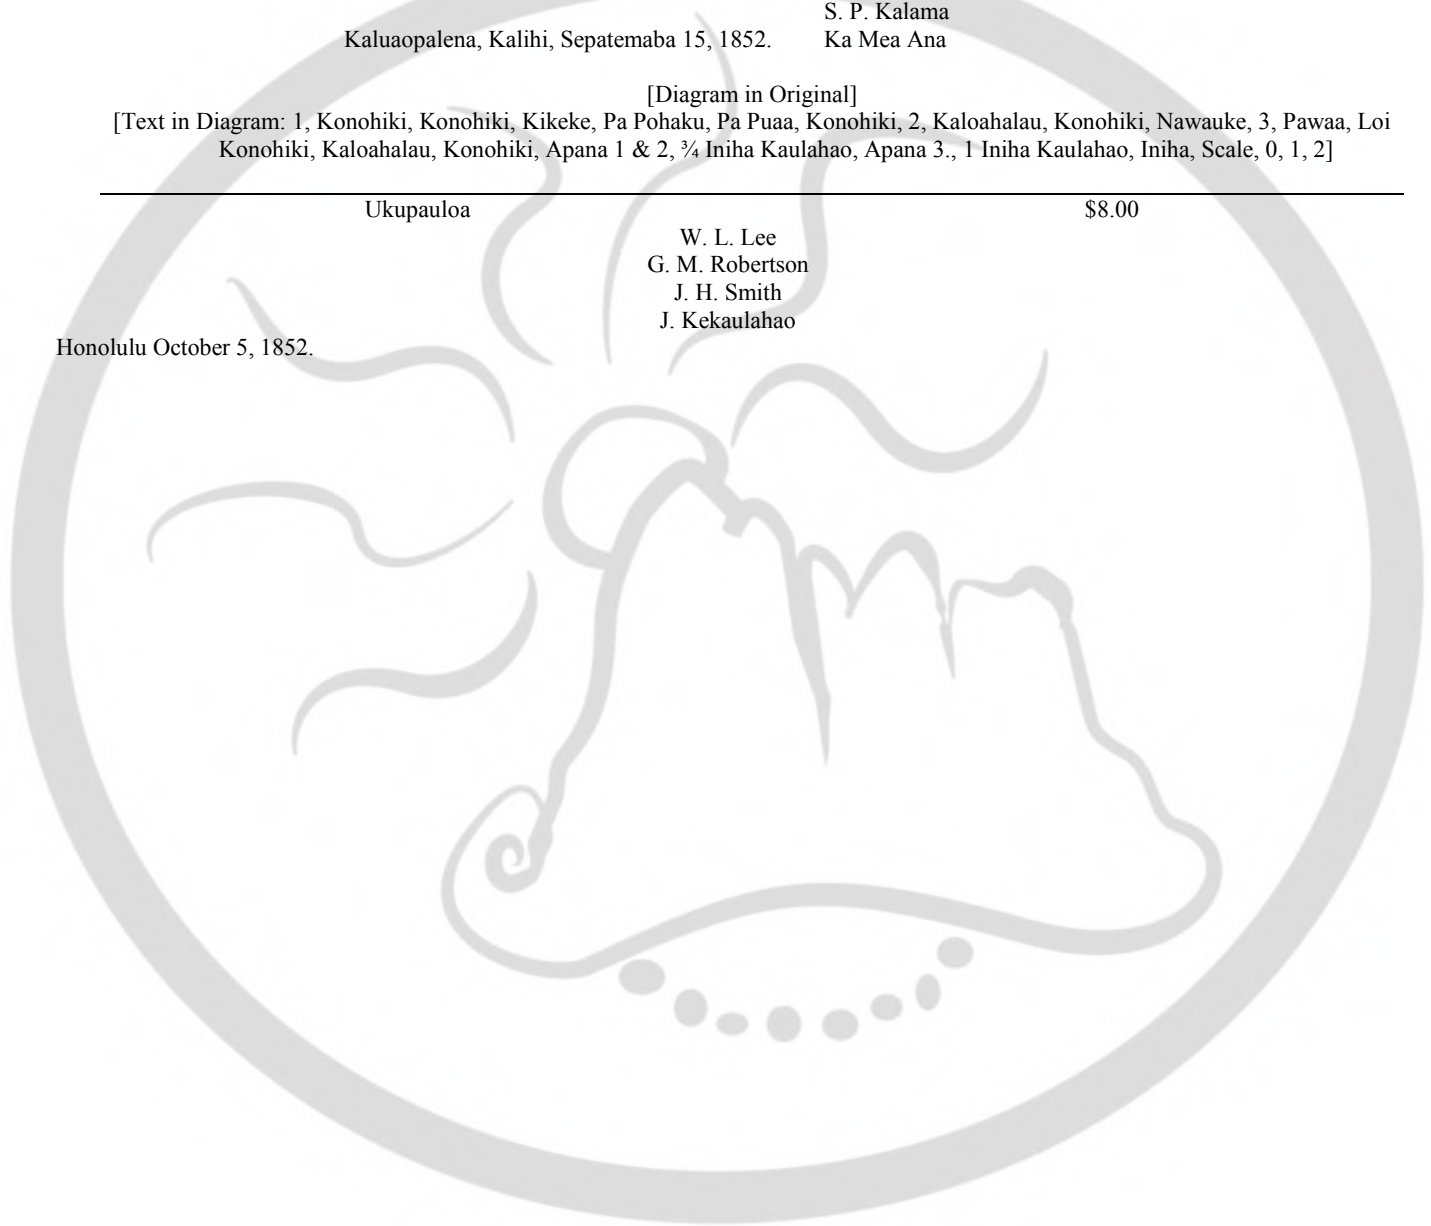 S. P. Kalama
Kaluaopalena, Kalihi, Sepatemaba 15, 1852. Ka Mea Ana
[Diagram in Original]
[Text in Diagram: 1, Konohiki, Konohiki, Kikeke, Pa Pohaku, Pa Puaa, Konohiki, 2, Kaloahalau, Konohiki, Nawauke, 3, Pawaa, Loi
Konohiki, Kaloahalau, Konohiki, Apana 1 & 2, ¾ Iniha Kaulahao, Apana 3., 1 Iniha Kaulahao, Iniha, Scale, 0, 1, 2]
Ukupauloa $8.00
W. L. Lee
G. M. Robertson
J. H. Smith
J. Kekaulahao
Honolulu October 5, 1852.